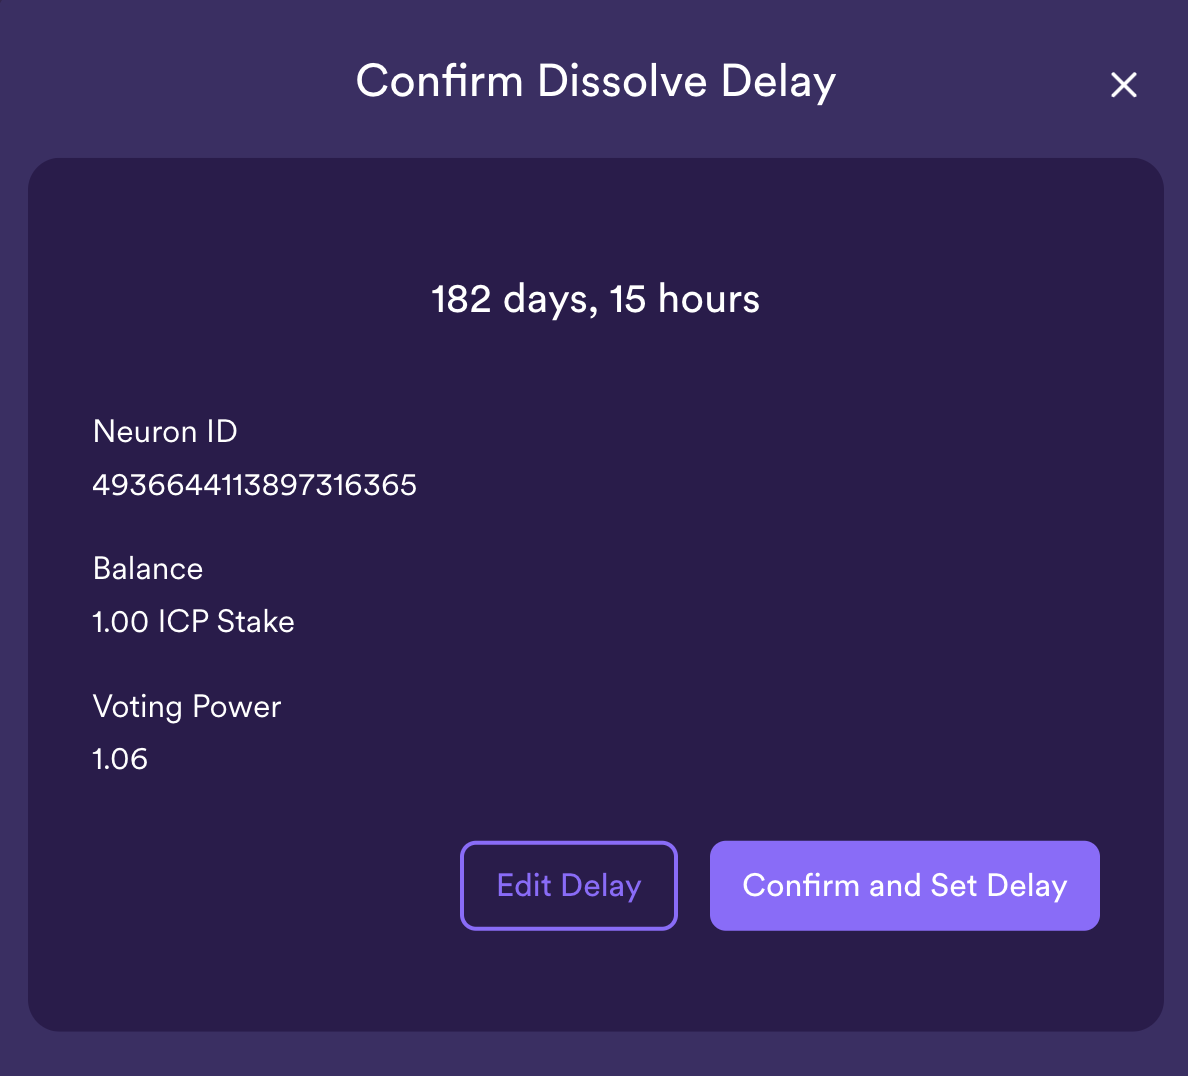 Confirm Dissolve Delay
182 days, 15 hours
Neuron ID
4936644113897316365
Balance
1.00 ICP Stake
Voting Power
1.06
Edit Delay
Confirm and Set Delay